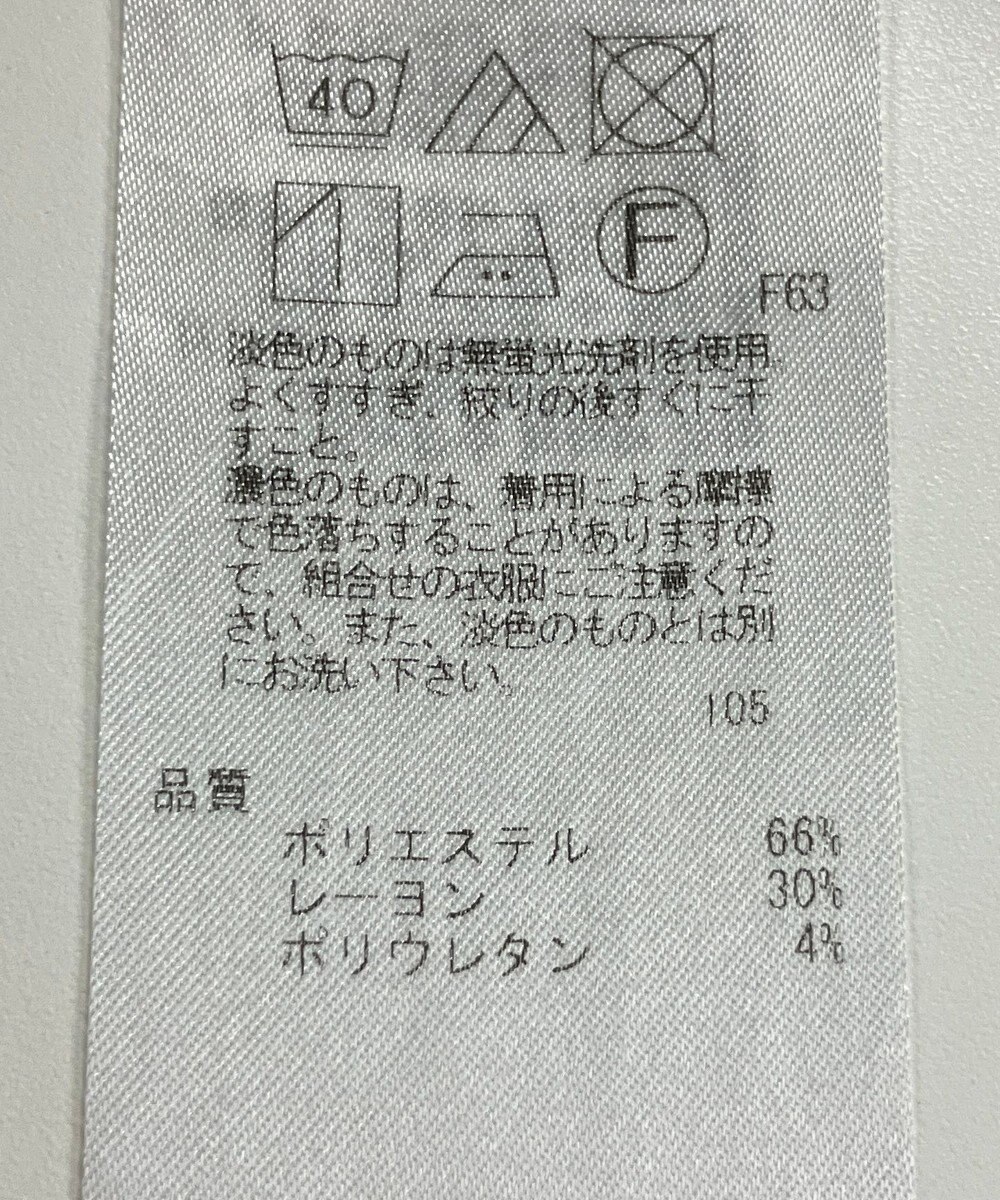 40
F
F63
淡色のものは無蛍光洗剤を使用
よくすすぎ、絞りの後すぐに干
すこと。
濃色のものは、着用による摩擦
で色落ちすることがありますの
で、組合せの衣服にご注意くだ
さい。また、淡色のものとは別
にお洗い下さい。
105
品質
ポリエステル 66%
レーヨン 30%
ポリウレタン 4%